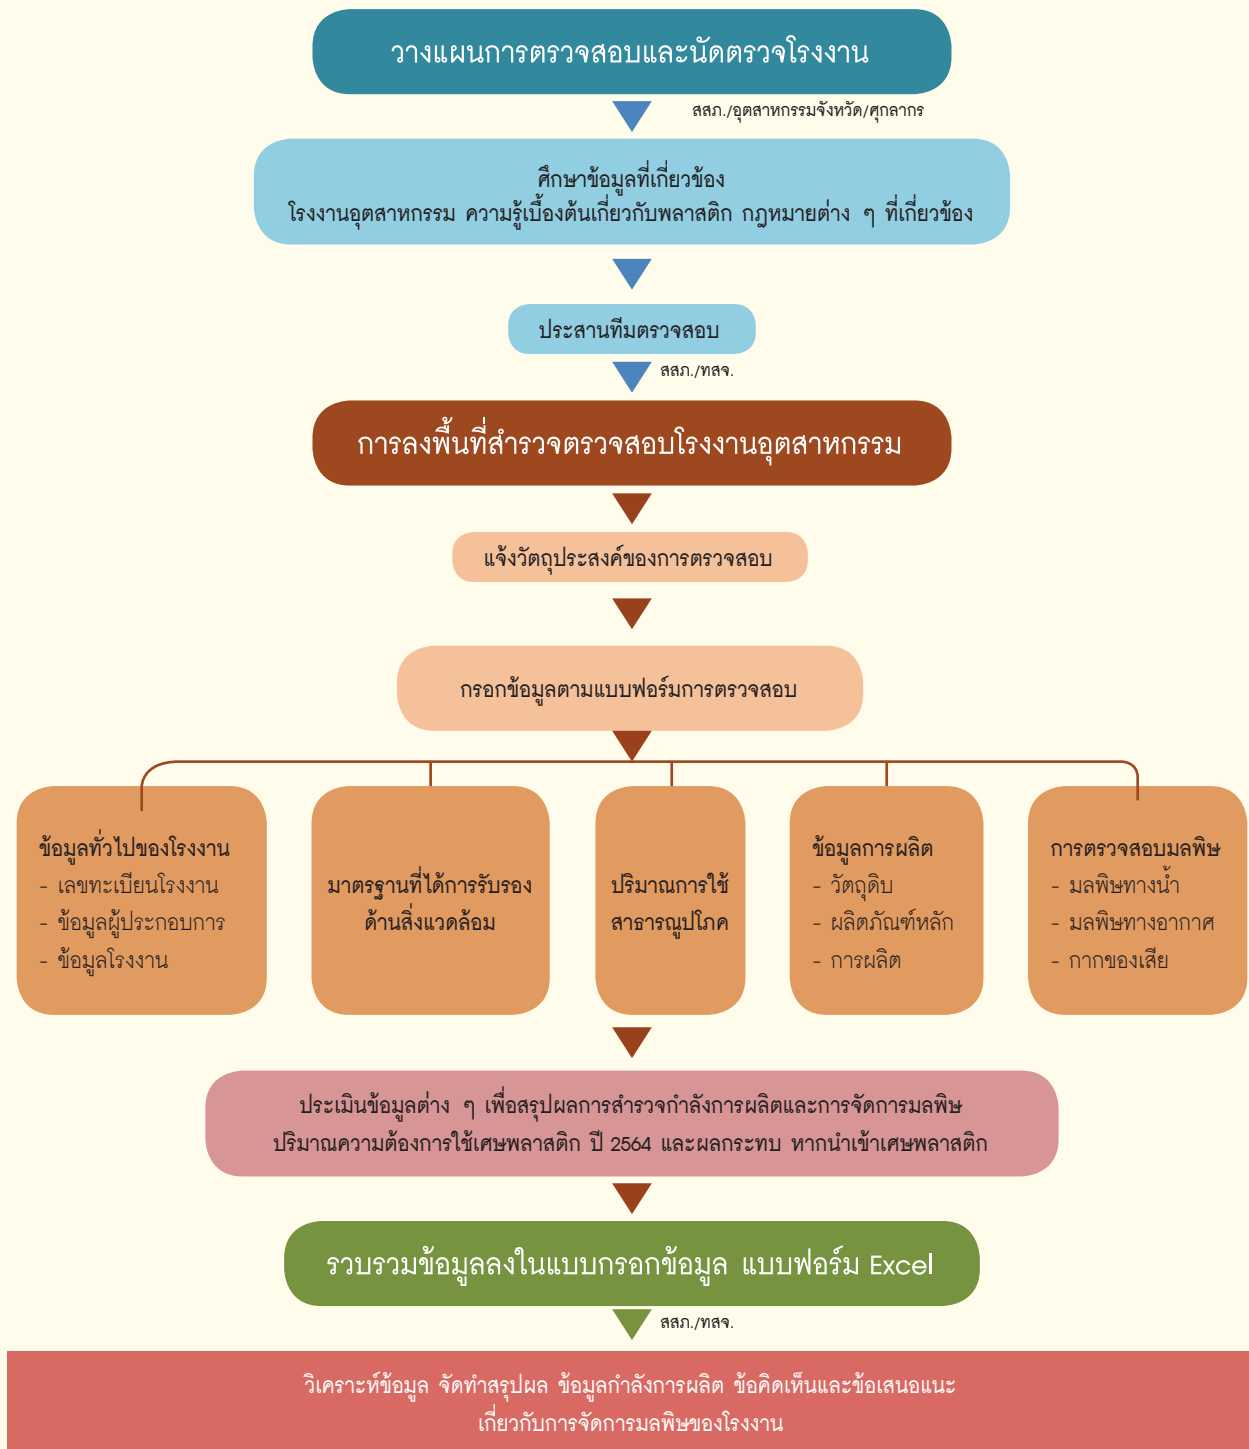 วางแผนการตรวจสอบและนัดตรวจโรงงาน
สสภ./อุตสาหกรรมจังหวัด/ศุลากร
ศึกษาข้อมูลที่เกี่ยวข้อง
โรงงานอุตสาหกรรม ความรู้เบื้องต้นเกี่ยวกับพลาสติก กฎหมายต่าง ๆ ที่เกี่ยวข้อง
ประสานทีมตรวจสอบ
สสภ./ทสจ.
การลงพื้นที่สำรวจตรวจสอบโรงงานอุตสาหกรรม
แจ้งวัตถุประสงค์ของการตรวจสอบ
กรอกข้อมูลตามแบบฟอร์มการตรวจสอบ
ข้อมูลทั่วไปของโรงงาน
- เลขทะเบียนโรงงาน
- ข้อมูลผู้ประกอบการ
- ข้อมูลโรงงาน
มาตรฐานที่ได้การรับรอง
ด้านสิ่งแวดล้อม
ปริมาณการใช้
สาธารณูปโภค
ข้อมูลการผลิต
- วัตถุดิบ
- ผลิตภัณฑ์หลัก
- การผลิต
การตรวจสอบมลพิษ
- มลพิษทางน้ำ
- มลพิษทางอากาศ
- กากของเสีย
ประเมินข้อมูลต่าง ๆ เพื่อสรุปผลการสำรวจกำลังการผลิตและการจัดการมลพิษ
ปริมาณความต้องการใช้เศษพลาสติก ปี 2564 และผลกระทบ หากนำเข้าเศษพลาสติก
รวบรวมข้อมูลลงในแบบกรอกข้อมูล แบบฟอร์ม Excel
สสภ./ทสจ.
วิเคราะห์ข้อมูล จัดทำสรุปผล ข้อมูลกำลังการผลิต ข้อคิดเห็นและข้อเสนอแนะ
เกี่ยวกับการจัดการมลพิษของโรงงาน